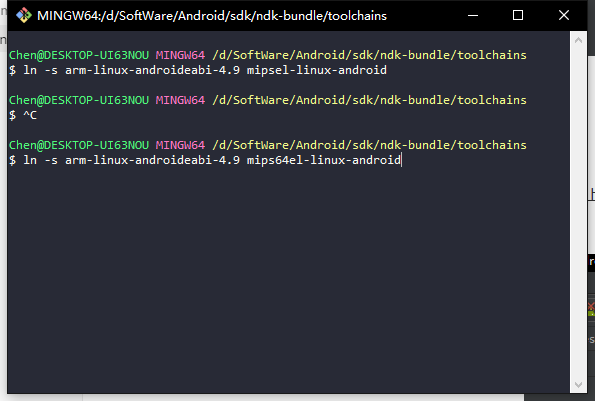 MINGW64:/d/SoftWare/Android/sdk/ndk-bundle/toolchains
Chen@DESKTOP-UI63NOU MINGW64 /d/SoftWare/Android/sdk/ndk-bundle/toolchains
$ ln -s arm-linux-androideabi-4.9 mipsel-linux-android
Chen@DESKTOP-UI63NOU MINGW64 /d/SoftWare/Android/sdk/ndk-bundle/toolchains
$ ^C
Chen@DESKTOP-UI63NOU MINGW64 /d/SoftWare/Android/sdk/ndk-bundle/toolchains
$ ln -s arm-linux-androideabi-4.9 mips64el-linux-android